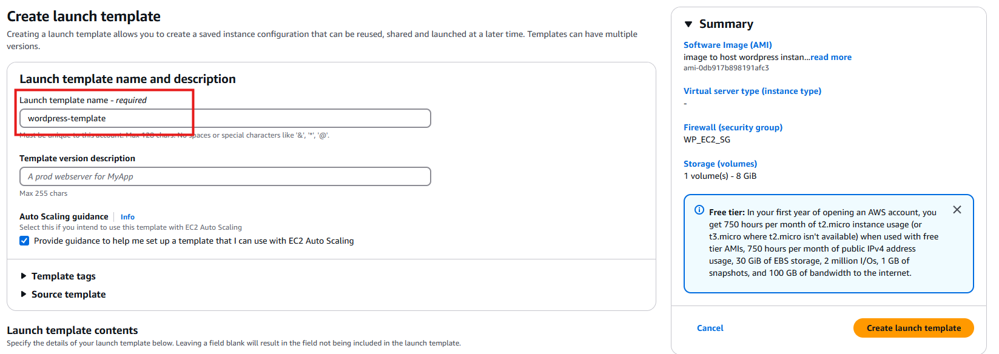 Create launch template
Creating a launch template allows you to create a saved instance configuration that can be reused, shared and launched at a later time. Templates can have multiple
versions.
Launch template name and description
Launch template name - required
wordpress-template
Must be unique to this account. Max 128 chars. No spaces or special characters like '&', '*', '@'.
Template version description
A prod webserver for MyApp
Max 255 chars
Auto Scaling guidance
Info
Select this if you intend to use this template with EC2 Auto Scaling
Provide guidance to help me set up a template that I can use with EC2 Auto Scaling
Template tags
Source template
Launch template contents
Specify the details of your launch template below. Leaving a field blank will result in the field not being included in the launch template.
Summary
Software Image (AMI)
image to host wordpress instan...read more
ami-0db917b898191afc3
Virtual server type (instance type)
-
Firewall (security group)
WP_EC2_SG
Storage (volumes)
1 volume(s) - 8 GiB
Free tier: In your first year of opening an AWS account, you
get 750 hours per month of t2.micro instance usage (or
t3.micro where t2.micro isn't available) when used with free
tier AMIs, 750 hours per month of public IPv4 address
usage, 30 GiB of EBS storage, 2 million I/Os, 1 GB of
snapshots, and 100 GB of bandwidth to the internet.
Cancel
Create launch template